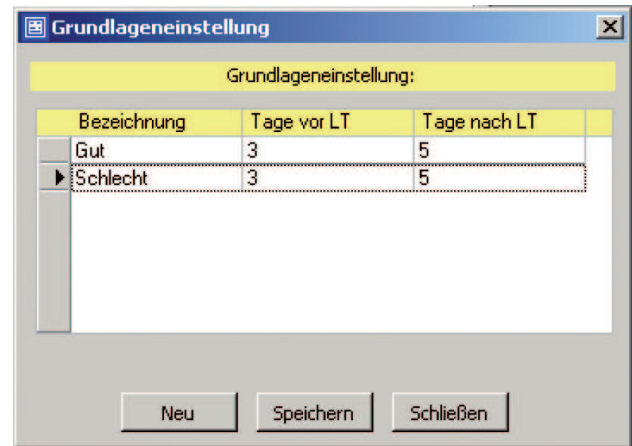 Grundlageneinstellung
Grundlageneinstellung:
Bezeichnung Tage vor LT Tage nach LT
Gut 3 5
Schlecht 3 5
Neu Speichern Schließen